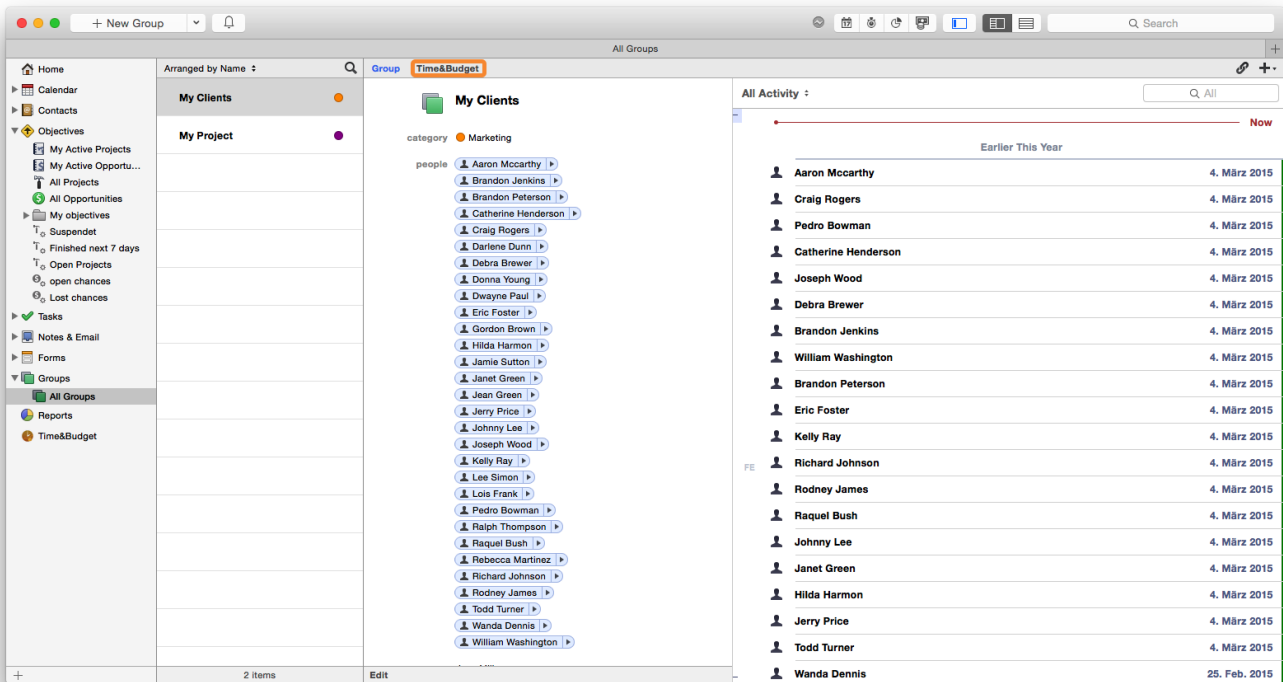 + New Group
Search
All Groups
Home
Calendar
Contacts
Objectives
My Active Projects
My Active Opportu...
All Projects
All Opportunities
My objectives
Suspendet
Finished next 7 days
Open Projects
open chances
Lost chances
Tasks
Notes & Email
Forms
Groups
All Groups
Reports
Time&Budget
Arranged by Name
My Clients
My Project
2 items
Group Time&Budget
My Clients
category Marketing
people Aaron Mccarthy
Brandon Jenkins
Brandon Peterson
Catherine Henderson
Craig Rogers
Darlene Dunn
Debra Brewer
Donna Young
Dwayne Paul
Eric Foster
Gordon Brown
Hilda Harmon
Jamie Sutton
Janet Green
Jean Green
Jerry Price
Johnny Lee
Joseph Wood
Kelly Ray
Lee Simon
Lois Frank
Pedro Bowman
Ralph Thompson
Raquel Bush
Rebecca Martinez
Richard Johnson
Rodney James
Todd Turner
Wanda Dennis
William Washington
Edit
All Activity
All
Now
Earlier This Year
Aaron Mccarthy 4. März 2015
Craig Rogers 4. März 2015
Pedro Bowman 4. März 2015
Catherine Henderson 4. März 2015
Joseph Wood 4. März 2015
Debra Brewer 4. März 2015
Brandon Jenkins 4. März 2015
William Washington 4. März 2015
Brandon Peterson 4. März 2015
Eric Foster 4. März 2015
Kelly Ray 4. März 2015
FE Richard Johnson 4. März 2015
Rodney James 4. März 2015
Raquel Bush 4. März 2015
Johnny Lee 4. März 2015
Janet Green 4. März 2015
Hilda Harmon 4. März 2015
Jerry Price 4. März 2015
Todd Turner 4. März 2015
Wanda Dennis 25. Feb. 2015